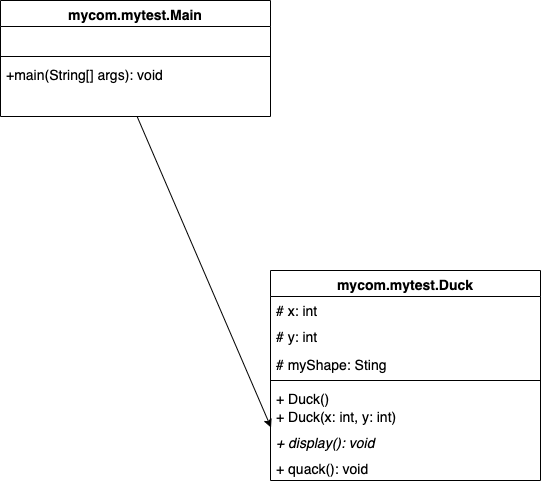 mycom.mytest.Main
+main(String[] args): void
mycom.mytest.Duck
# x: int
# y: int
# myShape: Sting
+ Duck()
+ Duck(x: int, y: int)
+ display(): void
+ quack(): void